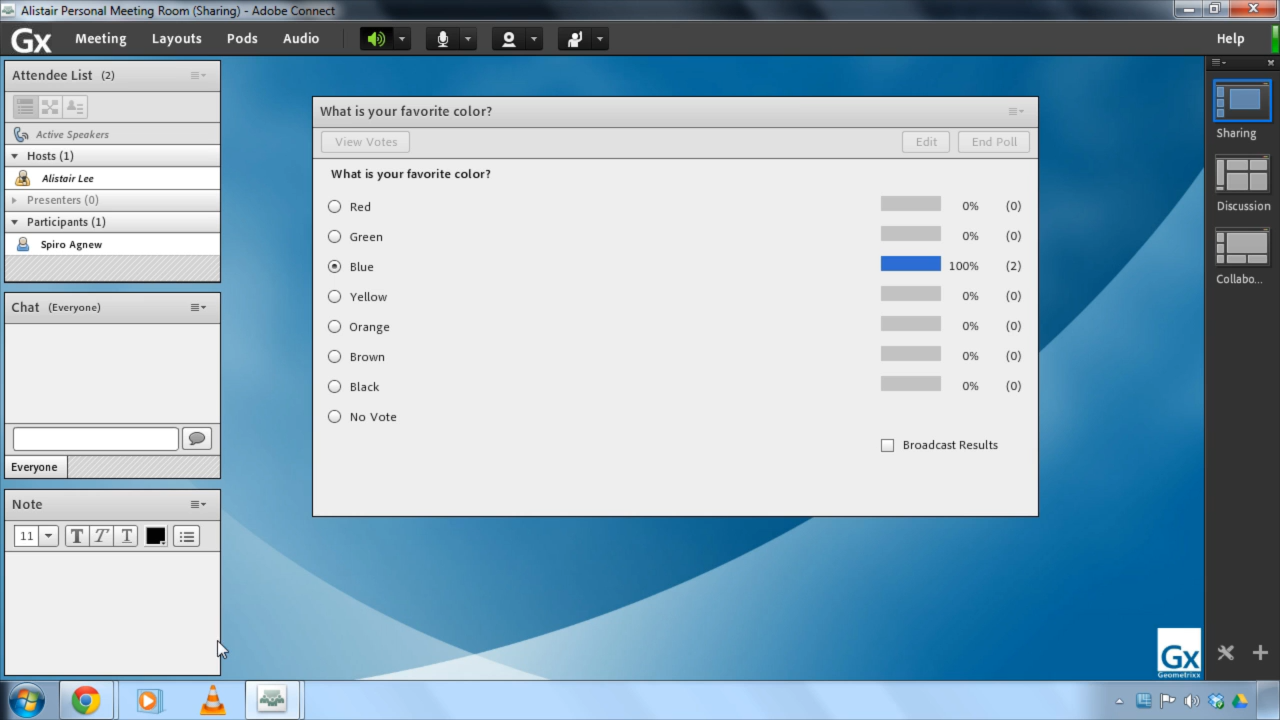 Alistair Personal Meeting Room (Sharing) - Adobe Connect
Gx Meeting Layouts Pods Audio Help
Attendee List (2)
Active Speakers
Hosts (1)
Alistair Lee
Presenters (0)
Participants (1)
Spiro Agnew
Chat (Everyone)
Everyone
Note
11 T T T
What is your favorite color?
View Votes Edit End Poll
What is your favorite color?
Red 0% (0)
Green 0% (0)
Blue 100% (2)
Yellow 0% (0)
Orange 0% (0)
Brown 0% (0)
Black 0% (0)
No Vote
Broadcast Results
Sharing
Discussion
Collabo...
Gx
Geometrixx